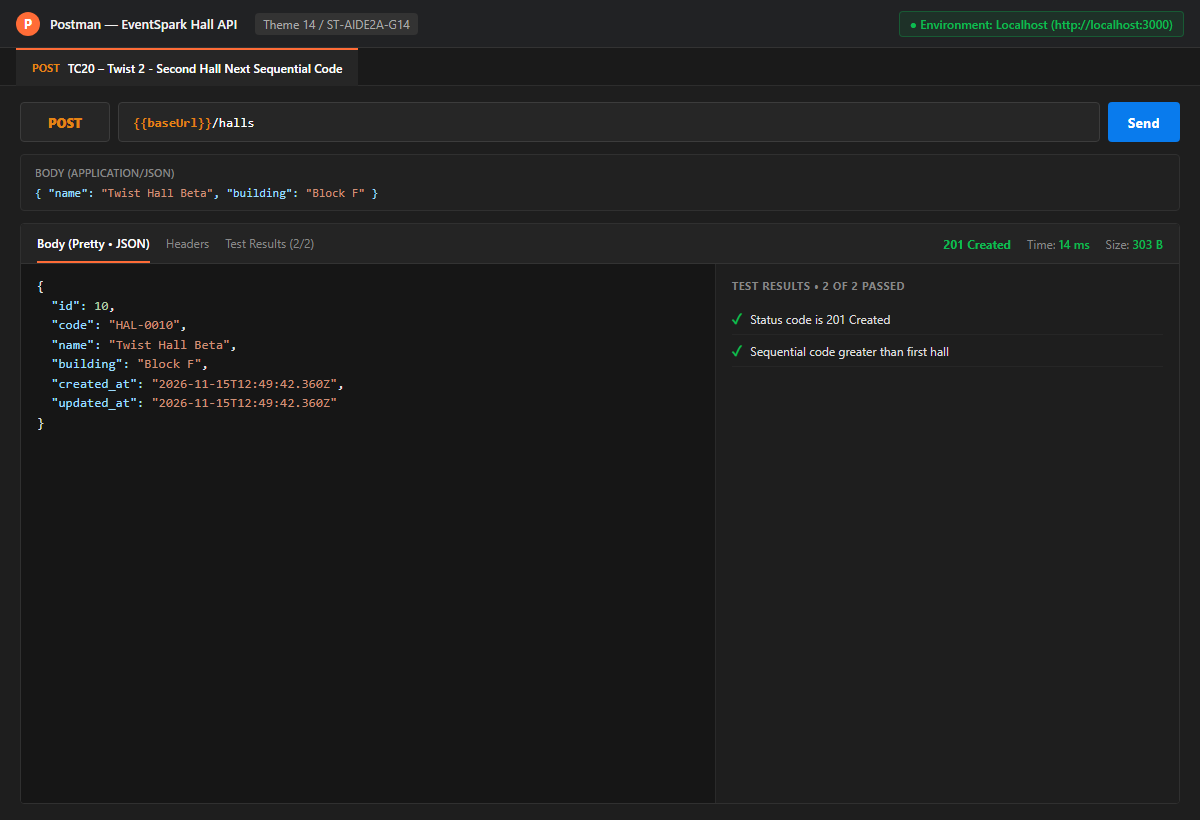 P Postman — EventSpark Hall API Theme 14 / ST-AIDE2A-G14 ● Environment: Localhost (http://localhost:3000)
POST TC20 – Twist 2 - Second Hall Next Sequential Code
POST {{baseUrl}}/halls Send
BODY (APPLICATION/JSON)
{ "name": "Twist Hall Beta", "building": "Block F" }
Body (Pretty • JSON) Headers Test Results (2/2) 201 Created Time: 14 ms Size: 303 B
{
  "id": 10,
  "code": "HAL-0010",
  "name": "Twist Hall Beta",
  "building": "Block F",
  "created_at": "2026-11-15T12:49:42.360Z",
  "updated_at": "2026-11-15T12:49:42.360Z"
}
TEST RESULTS • 2 OF 2 PASSED
✓ Status code is 201 Created
✓ Sequential code greater than first hall